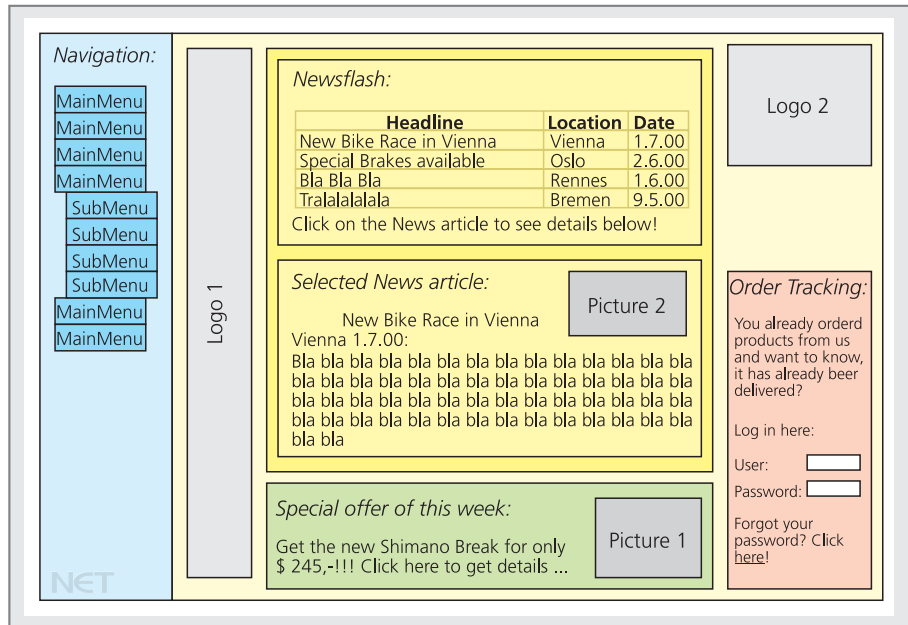 Navigation:
MainMenu
MainMenu
MainMenu
MainMenu
SubMenu
SubMenu
SubMenu
SubMenu
MainMenu
MainMenu
NET
Logo 1
Newsflash:
Headline Location Date
New Bike Race in Vienna Vienna 1.7.00
Special Brakes available Oslo 2.6.00
Bla Bla Bla Rennes 1.6.00
Tralalalalala Bremen 9.5.00
Click on the News article to see details below!
Selected News article:
Picture 2
New Bike Race in Vienna
Vienna 1.7.00:
Bla bla bla bla bla bla bla bla bla bla bla bla bla bla
bla bla bla bla bla bla bla bla bla bla bla bla bla bla
bla bla bla bla bla bla bla bla bla bla bla bla bla bla
bla bla bla bla bla bla bla bla bla bla bla bla bla bla
bla bla
Special offer of this week:
Get the new Shimano Break for only
$ 245,-!!! Click here to get details ...
Picture 1
Logo 2
Order Tracking:
You already orderd
products from us
and want to know,
it has already beer
delivered?
Log in here:
User:
Password:
Forgot your
password? Click
here!